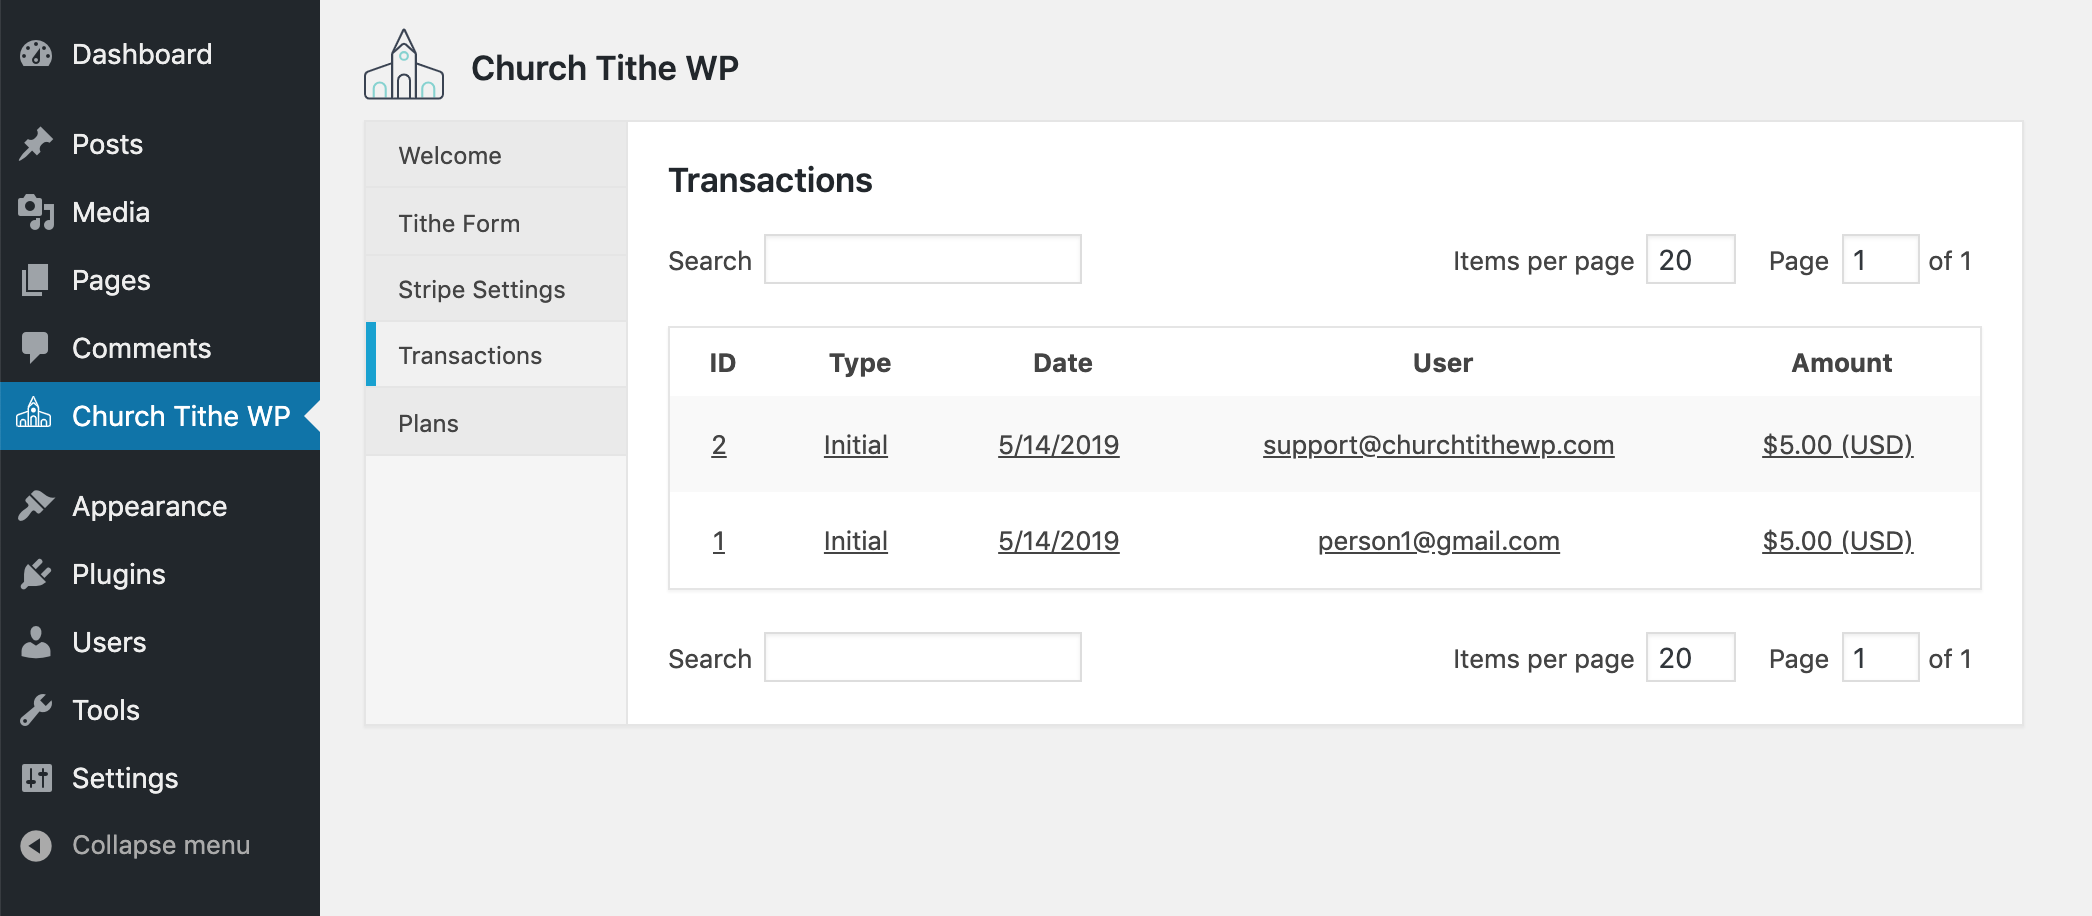 Dashboard
Posts
Media
Pages
Comments
Church Tithe WP
Appearance
Plugins
Users
Tools
Settings
Collapse menu
Church Tithe WP
Welcome
Tithe Form
Stripe Settings
Transactions
Plans
Transactions
Search Items per page 20 Page 1 of 1
ID Type Date User Amount
2 Initial 5/14/2019 support@churchtithewp.com $5.00 (USD)
1 Initial 5/14/2019 person1@gmail.com $5.00 (USD)
Search Items per page 20 Page 1 of 1